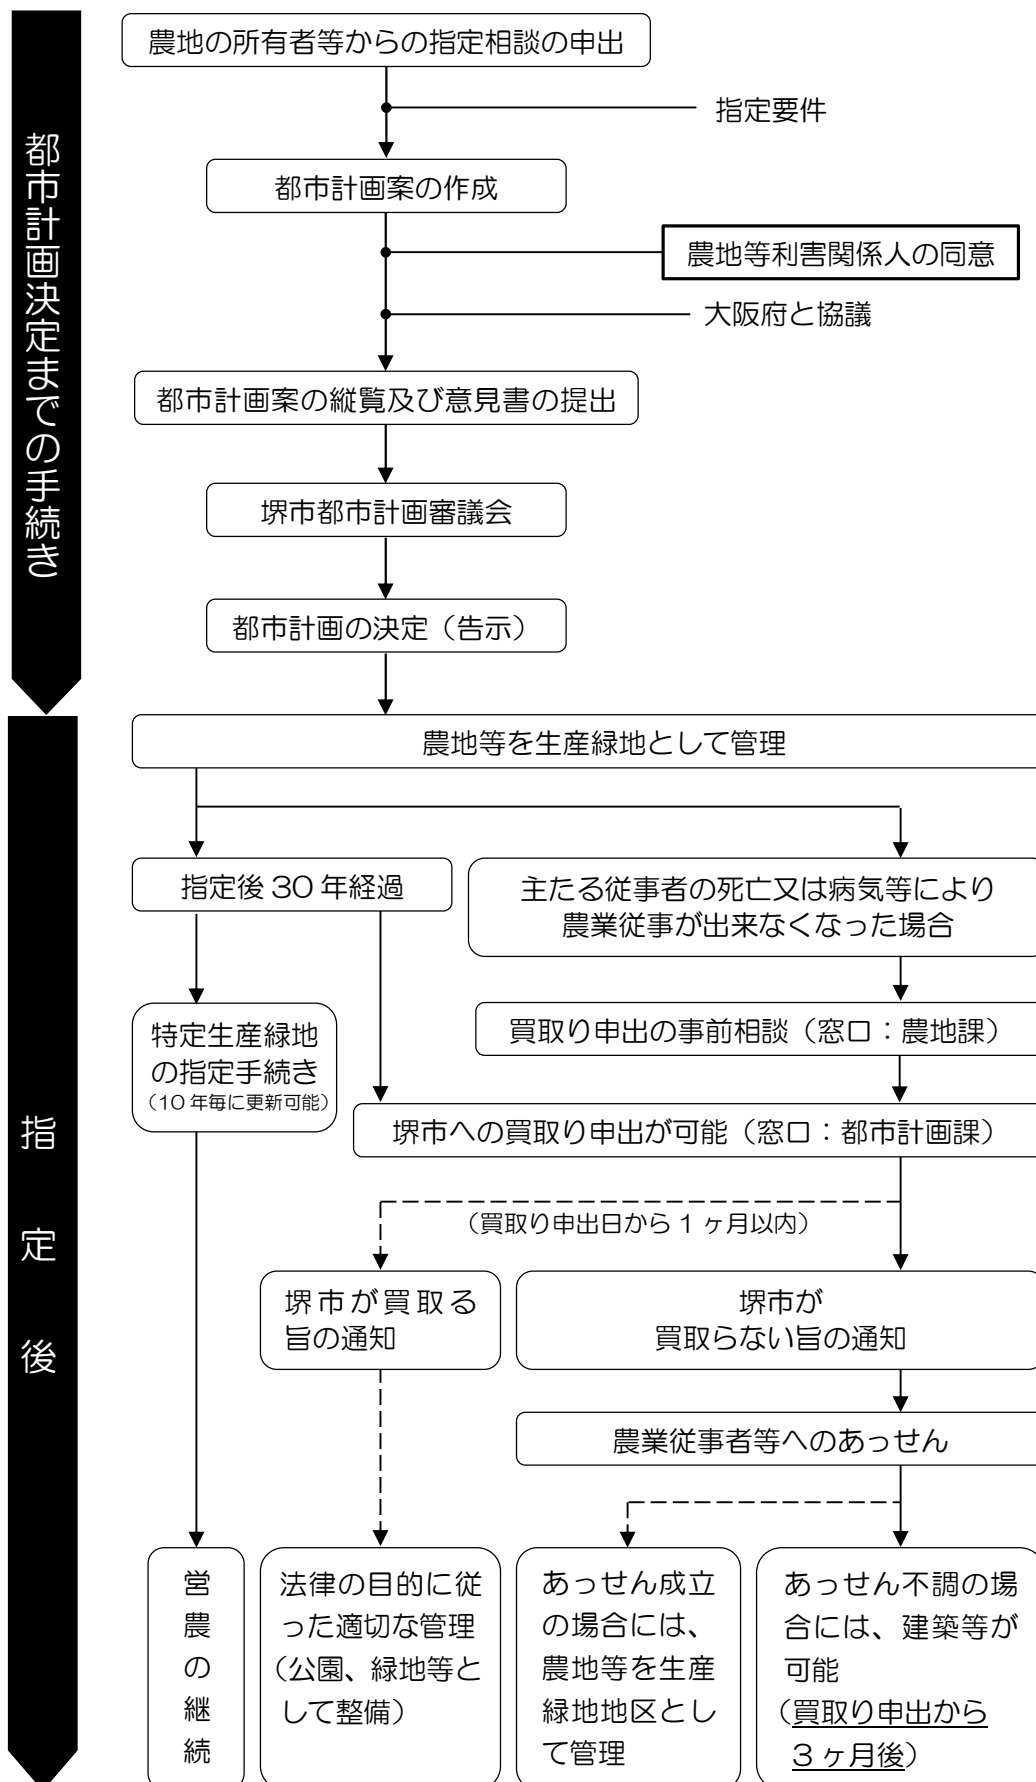 都市計画決定までの手続き
農地の所有者等からの指定相談の申出
指定要件
都市計画案の作成
農地等利害関係人の同意
大阪府と協議
都市計画案の縦覧及び意見書の提出
堺市都市計画審議会
都市計画の決定（告示）
指定後
農地等を生産緑地として管理
指定後 30 年経過
主たる従事者の死亡又は病気等により
農業従事が出来なくなった場合
特定生産緑地
の指定手続き
（10 年毎に更新可能）
買取り申出の事前相談（窓口：農地課）
堺市への買取り申出が可能（窓口：都市計画課）
（買取り申出日から 1 ヶ月以内）
堺市が買取る
旨の通知
堺市が
買取らない旨の通知
農業従事者等へのあっせん
営農の継続
法律の目的に従
った適切な管理
（公園、緑地等と
して整備）
あっせん成立
の場合には、
農地等を生産
緑地地区とし
て管理
あっせん不調の場
合には、建築等が
可能
（買取り申出から
3 ヶ月後）